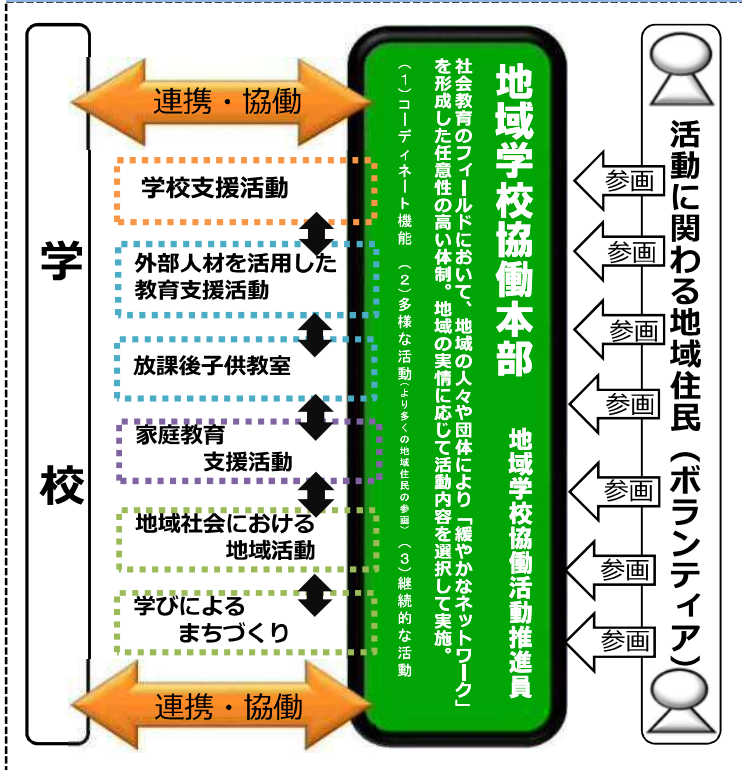 学校
連携・協働
学校支援活動
外部人材を活用した
教育支援活動
放課後子供教室
家庭教育
支援活動
地域社会における
地域活動
学びによる
まちづくり
連携・協働
地域学校協働本部 地域学校協働活動推進員
社会教育のフィールドにおいて、地域の人々や団体により「緩やかなネットワーク」
を形成した任意性の高い体制。地域の実情に応じて活動内容を選択して実施。
(1)コーディネート機能 (2)多様な活動(より多くの地域住民の参画) (3)継続的な活動
参画
参画
参画
参画
参画
参画
参画
活動に関わる地域住民(ボランティア)